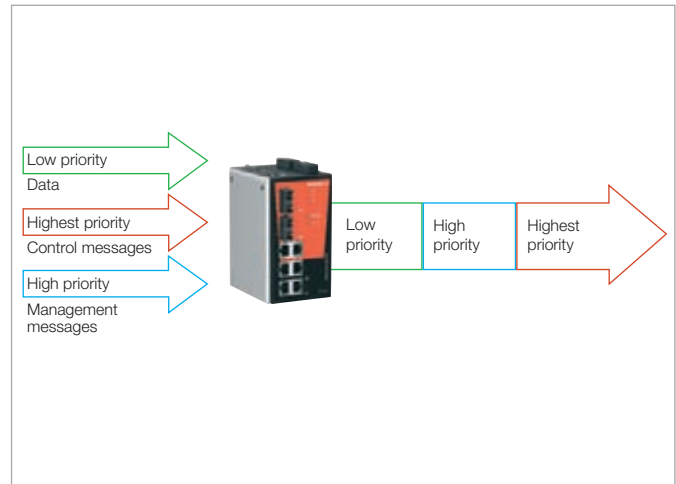 Low priority
Data
Highest priority
Control messages
High priority
Management
messages
Low
priority
High
priority
Highest
priority